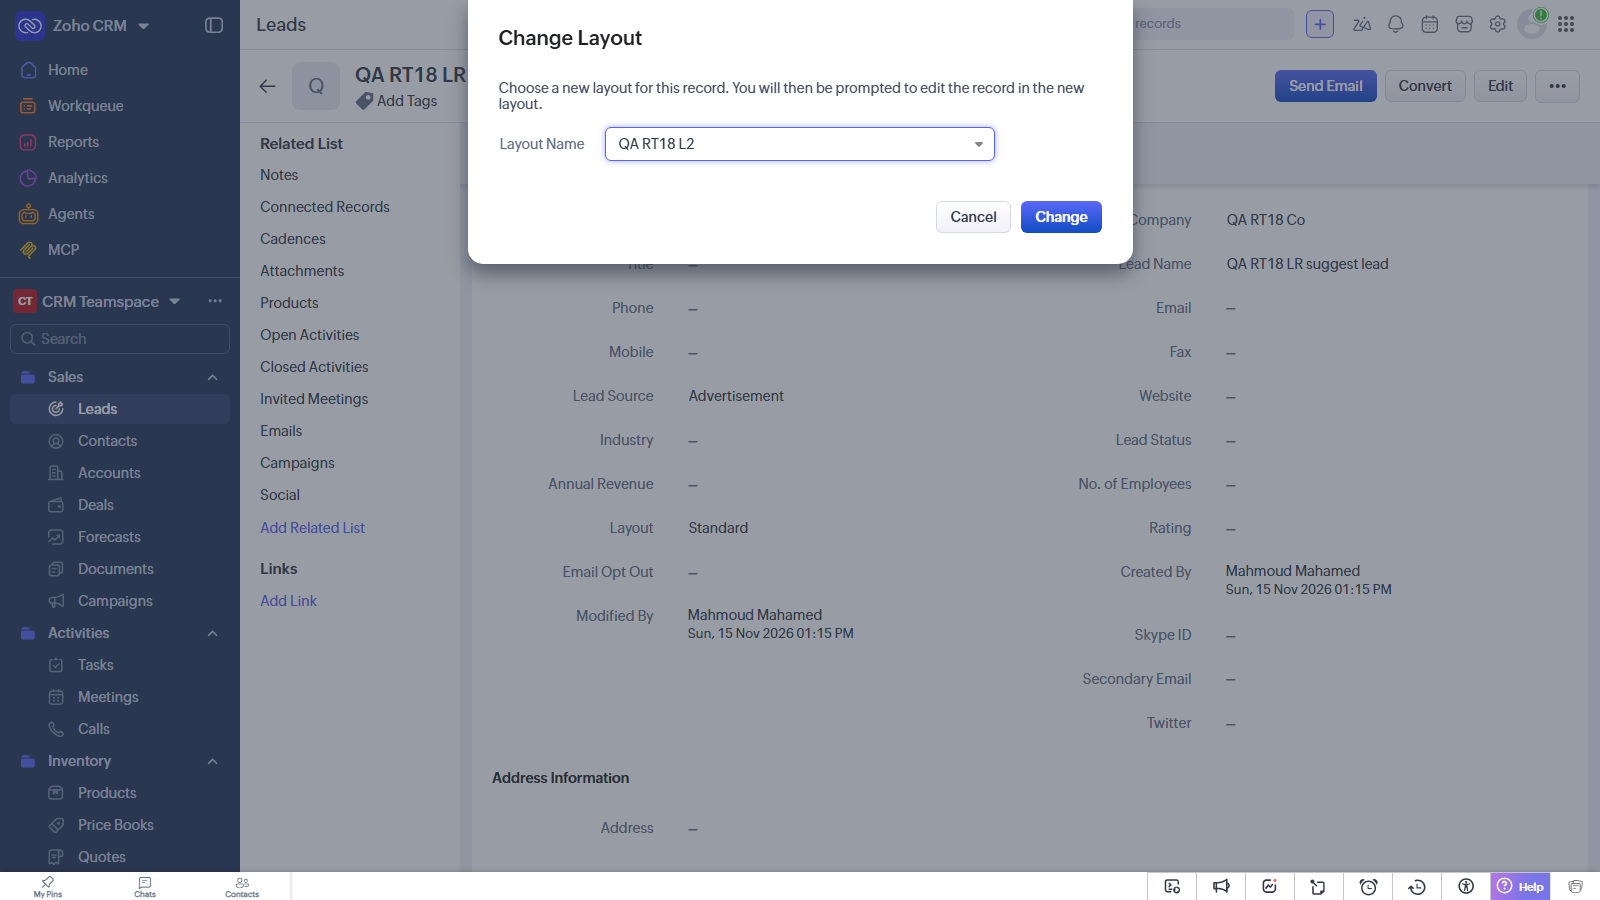 Zoho CRM
Home
Workqueue
Reports
Analytics
Agents
MCP
CT CRM Teamspace
Search
Sales
Leads
Contacts
Accounts
Deals
Forecasts
Documents
Campaigns
Activities
Tasks
Meetings
Calls
Inventory
Products
Price Books
Quotes
Leads
records
Q
QA RT18 LR
Add Tags
Send Email
Convert
Edit
Related List
Notes
Connected Records
Cadences
Attachments
Products
Open Activities
Closed Activities
Invited Meetings
Emails
Campaigns
Social
Add Related List
Links
Add Link
Change Layout
Choose a new layout for this record. You will then be prompted to edit the record in the new
layout.
Layout Name
QA RT18 L2
Cancel
Change
Company
QA RT18 Co
Title –
Lead Name
QA RT18 LR suggest lead
Phone –
Email –
Mobile –
Fax –
Lead Source
Advertisement
Website –
Industry –
Lead Status –
Annual Revenue –
No. of Employees –
Layout
Standard
Rating –
Email Opt Out –
Created By
Mahmoud Mahamed
Sun, 15 Nov 2026 01:15 PM
Modified By
Mahmoud Mahamed
Sun, 15 Nov 2026 01:15 PM
Skype ID –
Secondary Email –
Twitter –
Address Information
Address –
My Pins
Chats
Contacts
Help